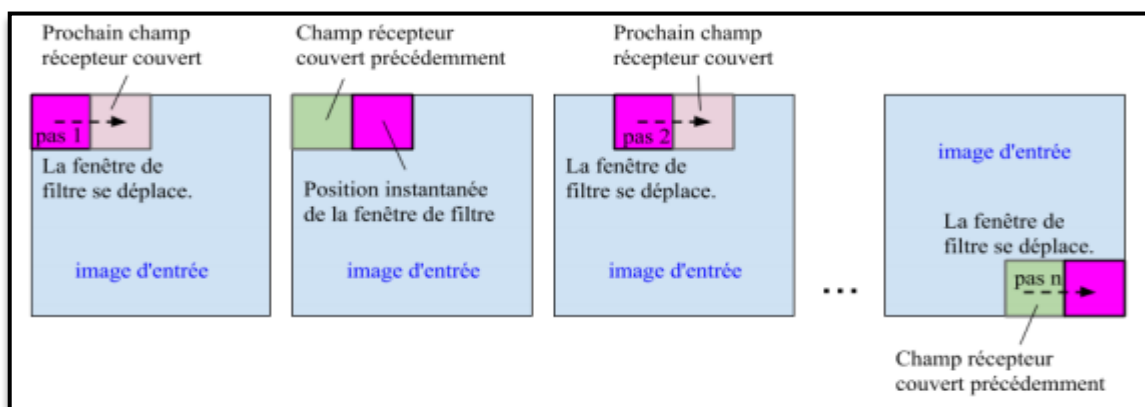 Prochain champ
récepteur couvert
pas 1
La fenêtre de
filtre se déplace.
image d'entrée
Champ récepteur
couvert précédemment
Position instantanée
de la fenêtre de filtre
image d'entrée
Prochain champ
récepteur couvert
pas 2
La fenêtre de
filtre se déplace.
image d'entrée
...
image d'entrée
La fenêtre de
filtre se déplace.
pas n
Champ récepteur
couvert précédemment